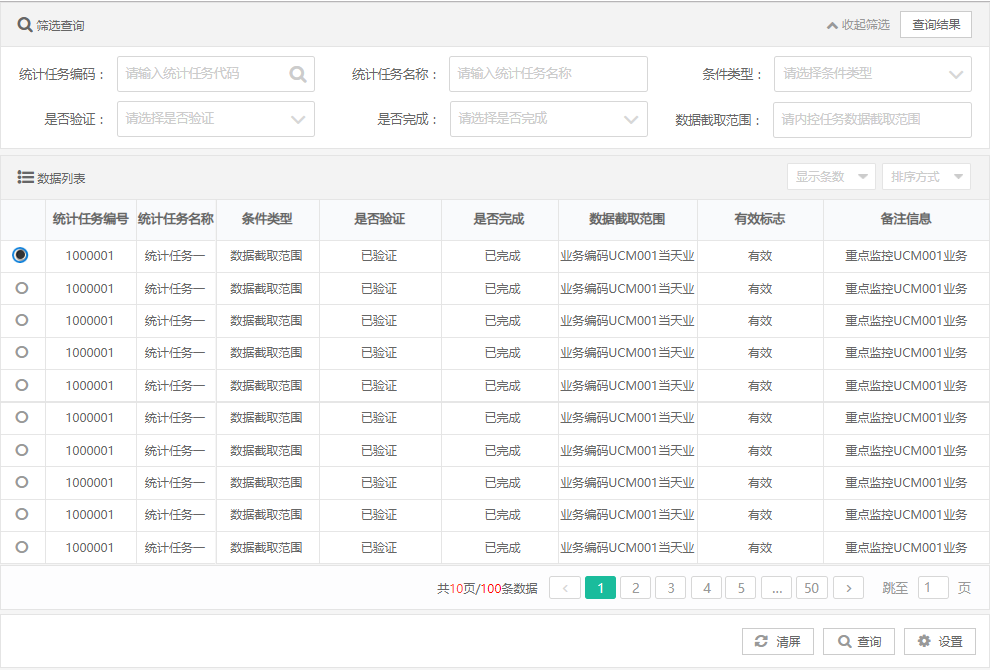 筛选查询 收起筛选 查询结果
统计任务编码： 请输入统计任务代码 统计任务名称： 请输入统计任务名称 条件类型： 请选择条件类型
是否验证： 请选择是否验证 是否完成： 请选择是否完成 数据截取范围： 请内控任务数据截取范围
数据列表 显示条数 排序方式
统计任务编号 统计任务名称 条件类型 是否验证 是否完成 数据截取范围 有效标志 备注信息
1000001 统计任务一 数据截取范围 已验证 已完成 业务编码UCM001当天业 有效 重点监控UCM001业务
1000001 统计任务一 数据截取范围 已验证 已完成 业务编码UCM001当天业 有效 重点监控UCM001业务
1000001 统计任务一 数据截取范围 已验证 已完成 业务编码UCM001当天业 有效 重点监控UCM001业务
1000001 统计任务一 数据截取范围 已验证 已完成 业务编码UCM001当天业 有效 重点监控UCM001业务
1000001 统计任务一 数据截取范围 已验证 已完成 业务编码UCM001当天业 有效 重点监控UCM001业务
1000001 统计任务一 数据截取范围 已验证 已完成 业务编码UCM001当天业 有效 重点监控UCM001业务
1000001 统计任务一 数据截取范围 已验证 已完成 业务编码UCM001当天业 有效 重点监控UCM001业务
1000001 统计任务一 数据截取范围 已验证 已完成 业务编码UCM001当天业 有效 重点监控UCM001业务
1000001 统计任务一 数据截取范围 已验证 已完成 业务编码UCM001当天业 有效 重点监控UCM001业务
1000001 统计任务一 数据截取范围 已验证 已完成 业务编码UCM001当天业 有效 重点监控UCM001业务
共10页/100条数据 < 1 2 3 4 5 ... 50 > 跳至 1 页
清屏 查询 设置